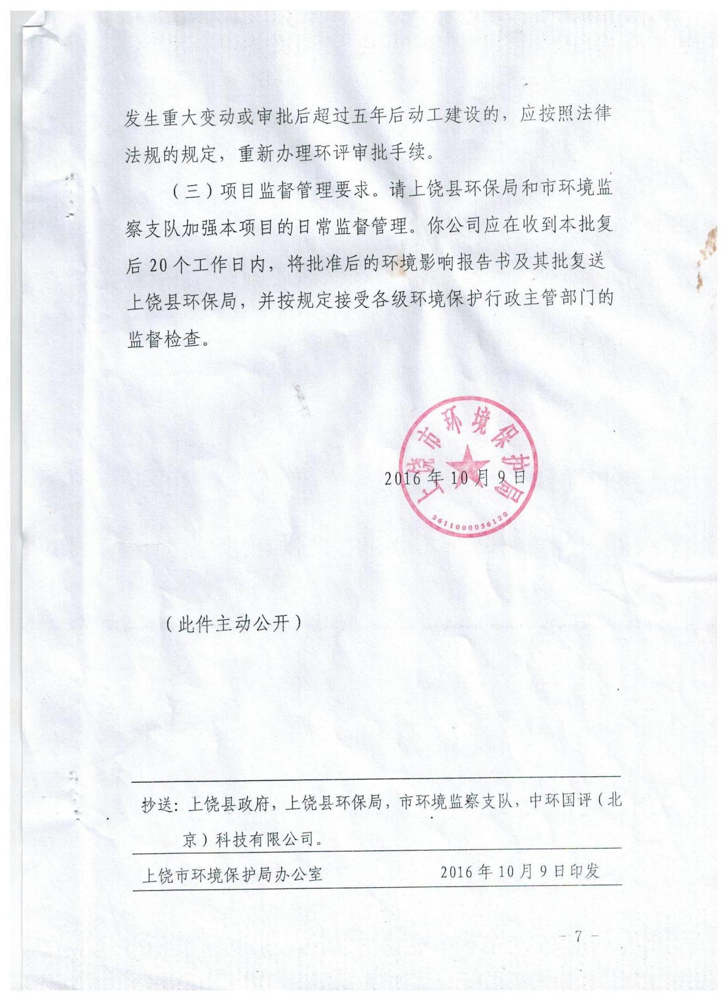 发生重大变动或审批后超过五年后动工建设的，应按照法律
法规的规定，重新办理环评审批手续。
（三）项目监督管理要求。请上饶县环保局和市环境监
察支队加强本项目的日常监督管理。你公司应在收到本批复
后20个工作日内，将批准后的环境影响报告书及其批复送
上饶县环保局，并按规定接受各级环境保护行政主管部门的
监督检查。
上饶市环境保护局
2016年10月9日
3611000056120
（此件主动公开）
抄送：上饶县政府，上饶县环保局，市环境监察支队，中环国评（北
京）科技有限公司。
上饶市环境保护局办公室 2016年10月9日印发
- 7 -